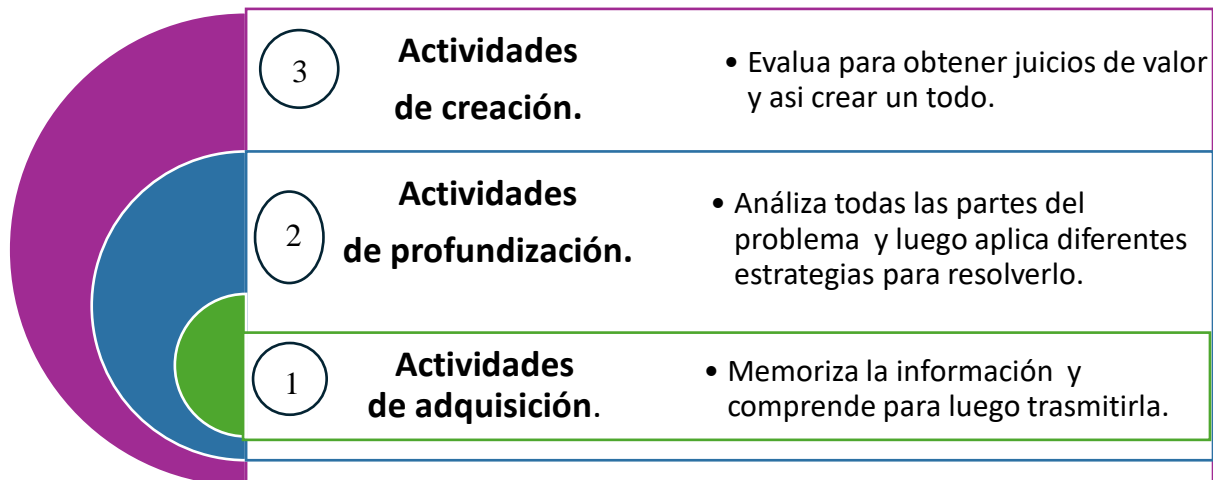 3
Actividades
de creación.
• Evalua para obtener juicios de valor
y asi crear un todo.
2
Actividades
de profundización.
• Análiza todas las partes del
problema y luego aplica diferentes
estrategias para resolverlo.
1
Actividades
de adquisición.
• Memoriza la información y
comprende para luego trasmitirla.